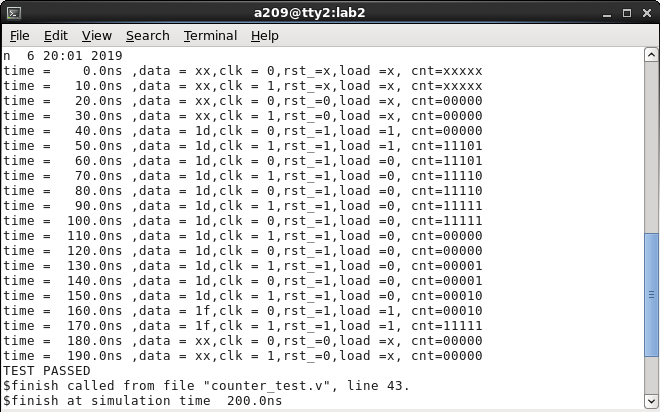 a209@tty2:lab2
File Edit View Search Terminal Help
n  6 20:01 2019
time =    0.0ns ,data = xx,clk = 0,rst_=x,load =x, cnt=xxxxx
time =   10.0ns ,data = xx,clk = 1,rst_=x,load =x, cnt=xxxxx
time =   20.0ns ,data = xx,clk = 0,rst_=0,load =x, cnt=00000
time =   30.0ns ,data = xx,clk = 1,rst_=0,load =x, cnt=00000
time =   40.0ns ,data = 1d,clk = 0,rst_=1,load =1, cnt=00000
time =   50.0ns ,data = 1d,clk = 1,rst_=1,load =1, cnt=11101
time =   60.0ns ,data = 1d,clk = 0,rst_=1,load =0, cnt=11101
time =   70.0ns ,data = 1d,clk = 1,rst_=1,load =0, cnt=11110
time =   80.0ns ,data = 1d,clk = 0,rst_=1,load =0, cnt=11110
time =   90.0ns ,data = 1d,clk = 1,rst_=1,load =0, cnt=11111
time =  100.0ns ,data = 1d,clk = 0,rst_=1,load =0, cnt=11111
time =  110.0ns ,data = 1d,clk = 1,rst_=1,load =0, cnt=00000
time =  120.0ns ,data = 1d,clk = 0,rst_=1,load =0, cnt=00000
time =  130.0ns ,data = 1d,clk = 1,rst_=1,load =0, cnt=00001
time =  140.0ns ,data = 1d,clk = 0,rst_=1,load =0, cnt=00001
time =  150.0ns ,data = 1d,clk = 1,rst_=1,load =0, cnt=00010
time =  160.0ns ,data = 1f,clk = 0,rst_=1,load =1, cnt=00010
time =  170.0ns ,data = 1f,clk = 1,rst_=1,load =1, cnt=11111
time =  180.0ns ,data = xx,clk = 0,rst_=0,load =x, cnt=00000
time =  190.0ns ,data = xx,clk = 1,rst_=0,load =x, cnt=00000
TEST PASSED
$finish called from file "counter_test.v", line 43.
$finish at simulation time  200.0ns